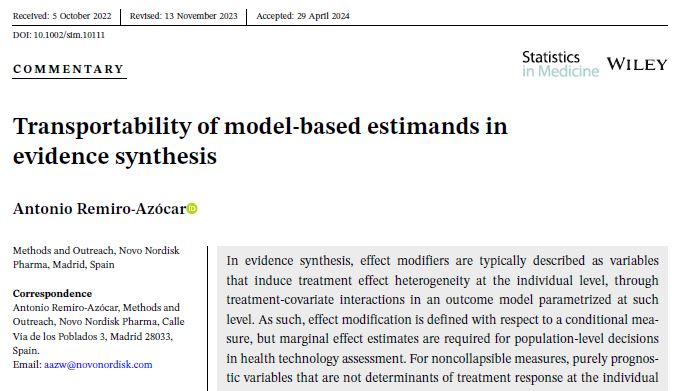 Received: 5 October 2022 | Revised: 13 November 2023 | Accepted: 29 April 2024
DOI: 10.1002/sim.10111
COMMENTARY
Statistics
in Medicine WILEY
Transportability of model-based estimands in
evidence synthesis
Antonio Remiro-Azócar
Methods and Outreach, Novo Nordisk
Pharma, Madrid, Spain
Correspondence
Antonio Remiro-Azócar, Methods and
Outreach, Novo Nordisk Pharma, Calle
Vía de los Poblados 3, Madrid 28033,
Spain.
Email: aazw@novonordisk.com
In evidence synthesis, effect modifiers are typically described as variables
that induce treatment effect heterogeneity at the individual level, through
treatment-covariate interactions in an outcome model parametrized at such
level. As such, effect modification is defined with respect to a conditional mea-
sure, but marginal effect estimates are required for population-level decisions
in health technology assessment. For noncollapsible measures, purely prognos-
tic variables that are not determinants of treatment response at the individual